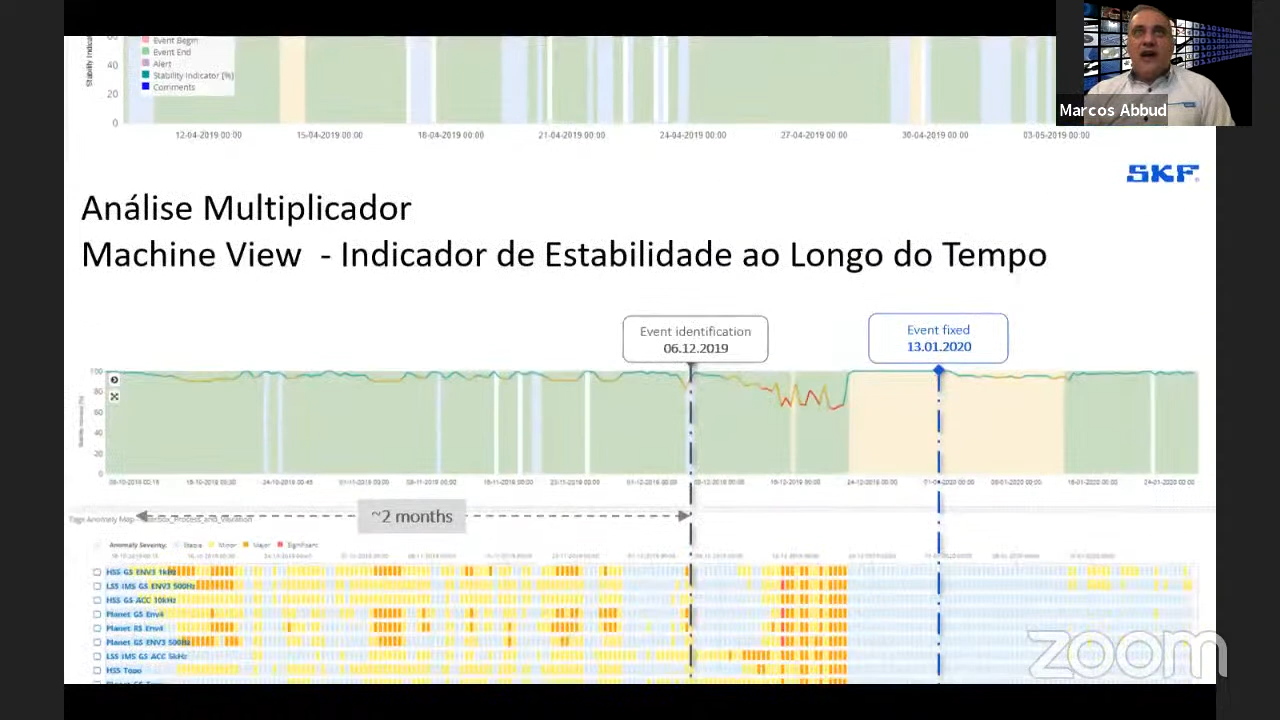 Event Begin
Event End
Alert
Stability Indicator [%]
Comments
40
20
0
12-04-2019 00:00 15-04-2019 00:00 18-04-2019 00:00 21-04-2019 00:00 24-04-2019 00:00 27-04-2019 00:00 30-04-2019 00:00 03-05-2019 00:00
Marcos Abbud
SKF
Análise Multiplicador
Machine View - Indicador de Estabilidade ao Longo do Tempo
Event identification
06.12.2019
Event fixed
13.01.2020
100
80
60
40
20
0
~2 months
Anomaly Severity:
HSS GS ENV3 1kHz
LSS IMS GS ENV3 500Hz
HSS GS ACC 10kHz
Planet GS Env4
Planet RS Env4
Planet GS ENV3 500Hz
LSS IMS GS ACC 5kHz
HSS Topo
zoom